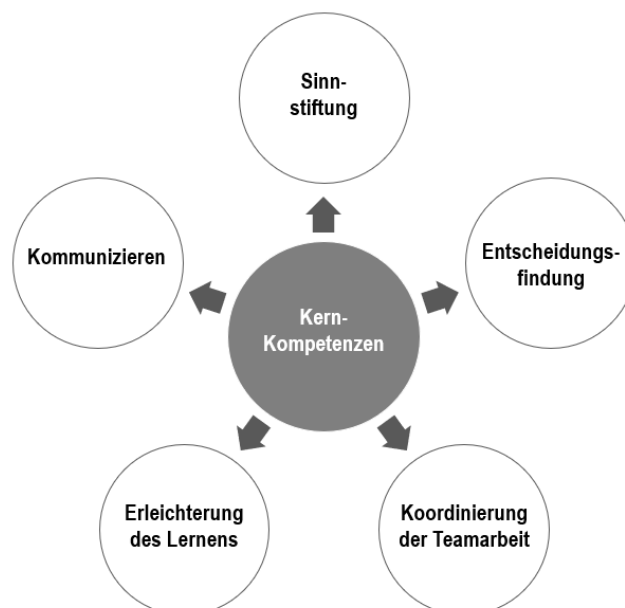 Sinn-
stiftung
Kommunizieren
Entscheidungs-
findung
Kern-
Kompetenzen
Erleichterung
des Lernens
Koordinierung
der Teamarbeit